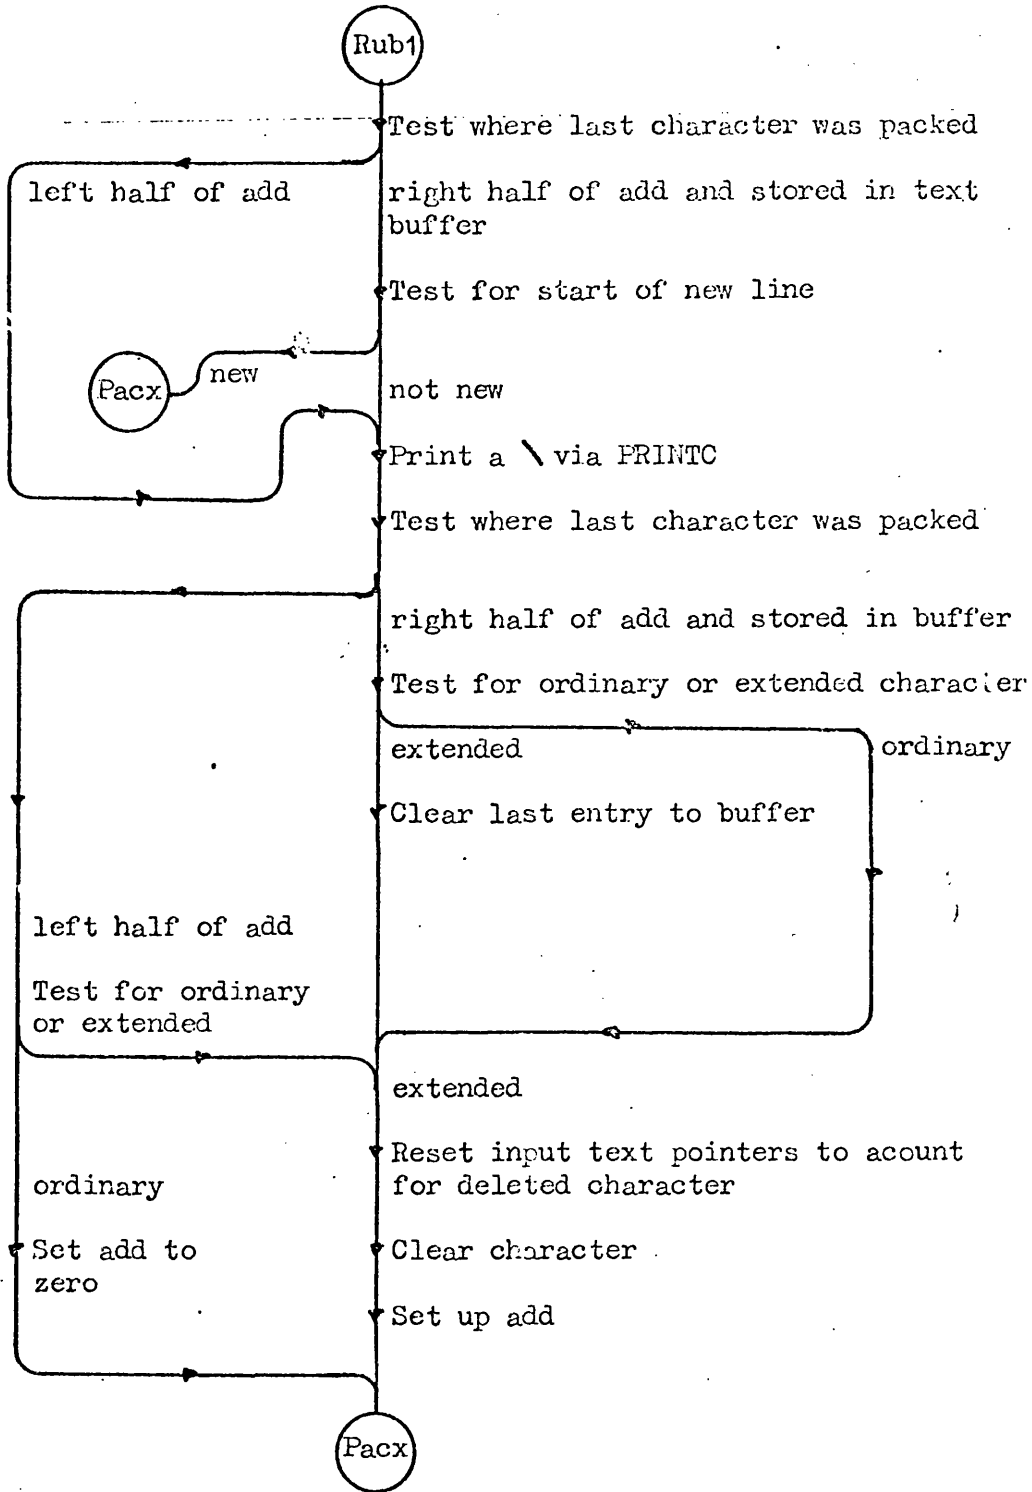 Rub1
Test where last character was packed
left half of add
right half of add and stored in text
buffer
Test for start of new line
new
Pacx
not new
Print a \ via PRINTC
Test where last character was packed
right half of add and stored in buffer
Test for ordinary or extended character
extended
ordinary
Clear last entry to buffer
left half of add
Test for ordinary
or extended
extended
Reset input text pointers to acount
for deleted character
ordinary
Set add to
zero
Clear character
Set up add
Pacx